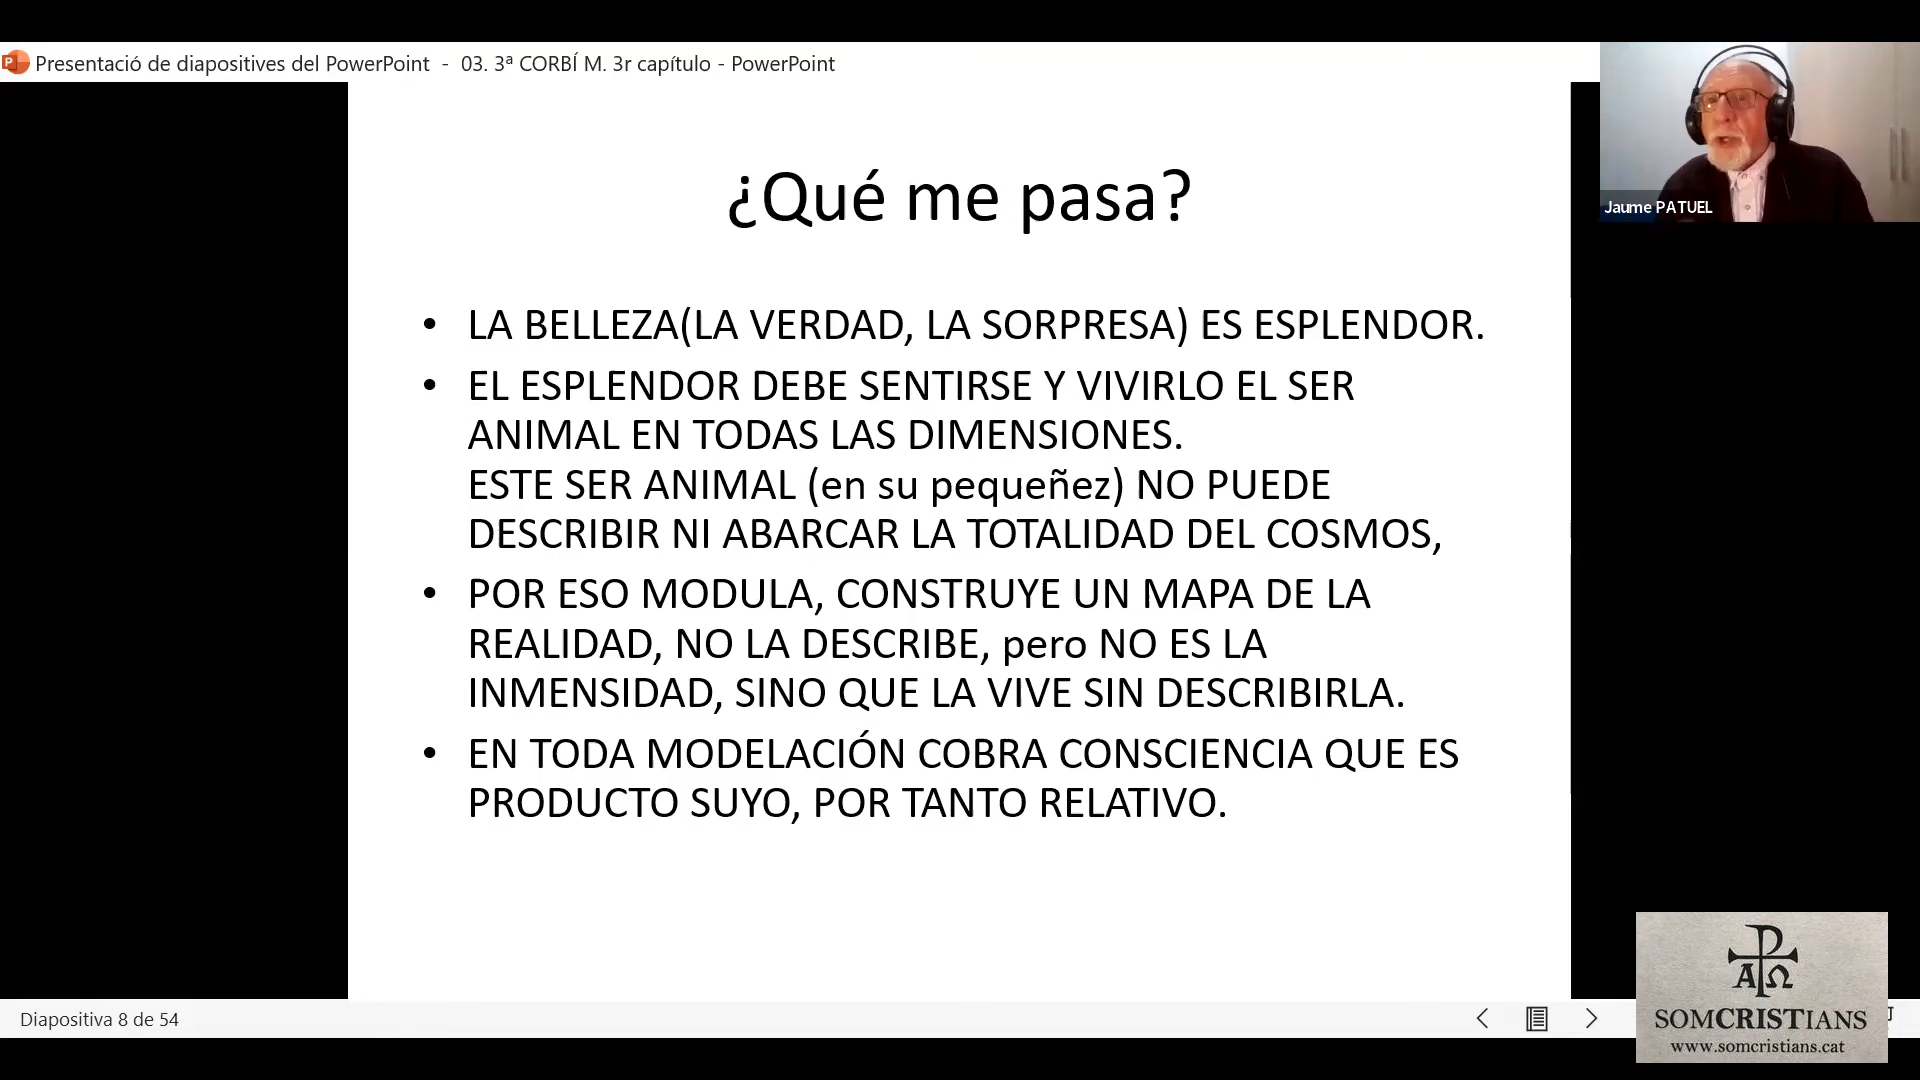 Presentació de diapositives del PowerPoint - 03. 3ª CORBÍ M. 3r capítulo - PowerPoint
Jaume PATUEL
¿Qué me pasa?
• LA BELLEZA(LA VERDAD, LA SORPRESA) ES ESPLENDOR.
• EL ESPLENDOR DEBE SENTIRSE Y VIVIRLO EL SER
ANIMAL EN TODAS LAS DIMENSIONES.
ESTE SER ANIMAL (en su pequeñez) NO PUEDE
DESCRIBIR NI ABARCAR LA TOTALIDAD DEL COSMOS,
• POR ESO MODULA, CONSTRUYE UN MAPA DE LA
REALIDAD, NO LA DESCRIBE, pero NO ES LA
INMENSIDAD, SINO QUE LA VIVE SIN DESCRIBIRLA.
• EN TODA MODELACIÓN COBRA CONSCIENCIA QUE ES
PRODUCTO SUYO, POR TANTO RELATIVO.
Diapositiva 8 de 54
SOMCRISTIANS
www.somcristians.cat